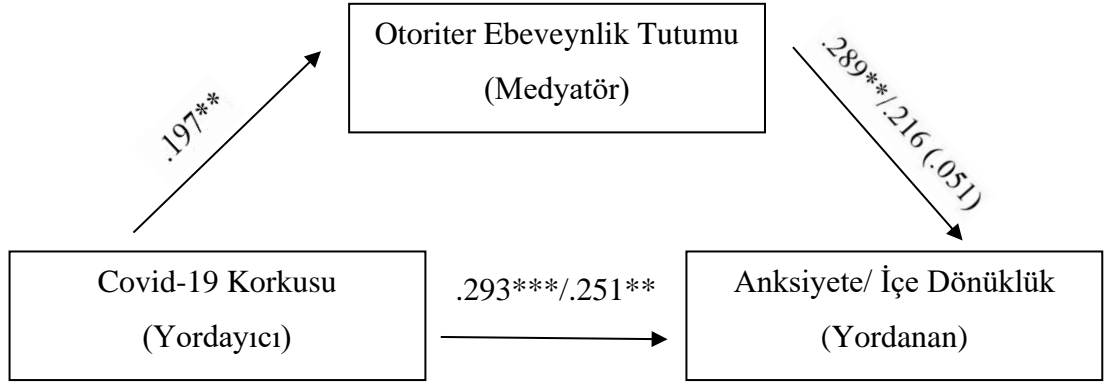 Otoriter Ebeveynlik Tutumu
(Medyatör)
.197**
.289**/.216 (.051)
Covid-19 Korkusu
(Yordayıcı)
.293***/.251**
Anksiyete/ İçe Dönüklük
(Yordanan)